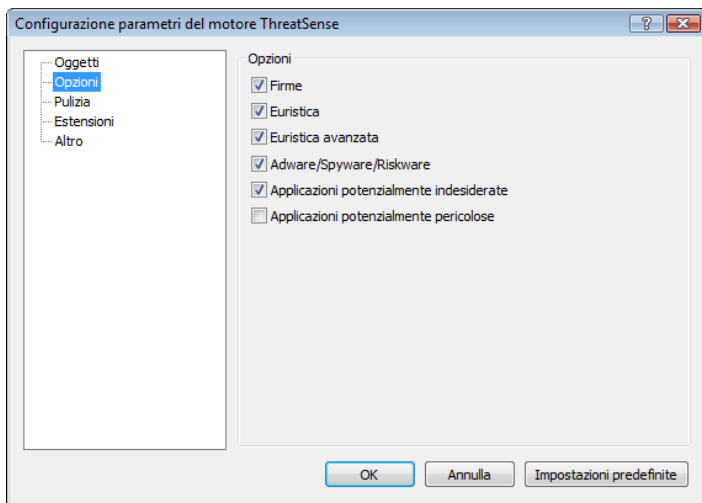 Configurazione parametri del motore ThreatSense
Oggetti
Opzioni
Pulizia
Estensioni
Altro
Opzioni
Firme
Euristica
Euristica avanzata
Adware/Spyware/Riskware
Applicazioni potenzialmente indesiderate
Applicazioni potenzialmente pericolose
OK
Annulla
Impostazioni predefinite